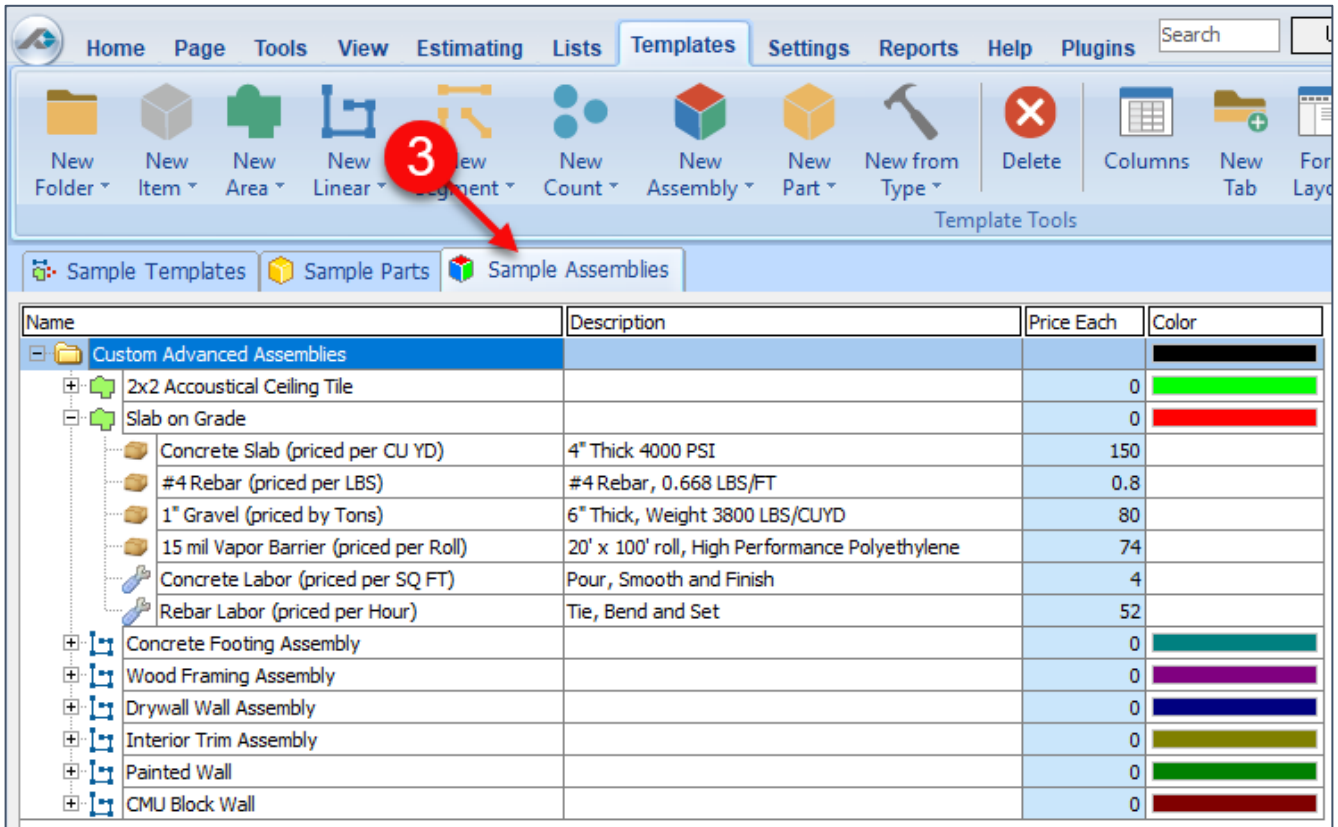 Home Page Tools View Estimating Lists Templates Settings Reports Help Plugins Search
New Folder
New Item
New Area
New Linear
3
New Count
New Assembly
New Part
New from Type
Delete
Columns
New Tab
Template Tools
Sample Templates Sample Parts Sample Assemblies
Name Description Price Each Color
Custom Advanced Assemblies
2x2 Accoustical Ceiling Tile 0
Slab on Grade 0
Concrete Slab (priced per CU YD) 4" Thick 4000 PSI 150
#4 Rebar (priced per LBS) #4 Rebar, 0.668 LBS/FT 0.8
1" Gravel (priced by Tons) 6" Thick, Weight 3800 LBS/CUYD 80
15 mil Vapor Barrier (priced per Roll) 20' x 100' roll, High Performance Polyethylene 74
Concrete Labor (priced per SQ FT) Pour, Smooth and Finish 4
Rebar Labor (priced per Hour) Tie, Bend and Set 52
Concrete Footing Assembly 0
Wood Framing Assembly 0
Drywall Wall Assembly 0
Interior Trim Assembly 0
Painted Wall 0
CMU Block Wall 0